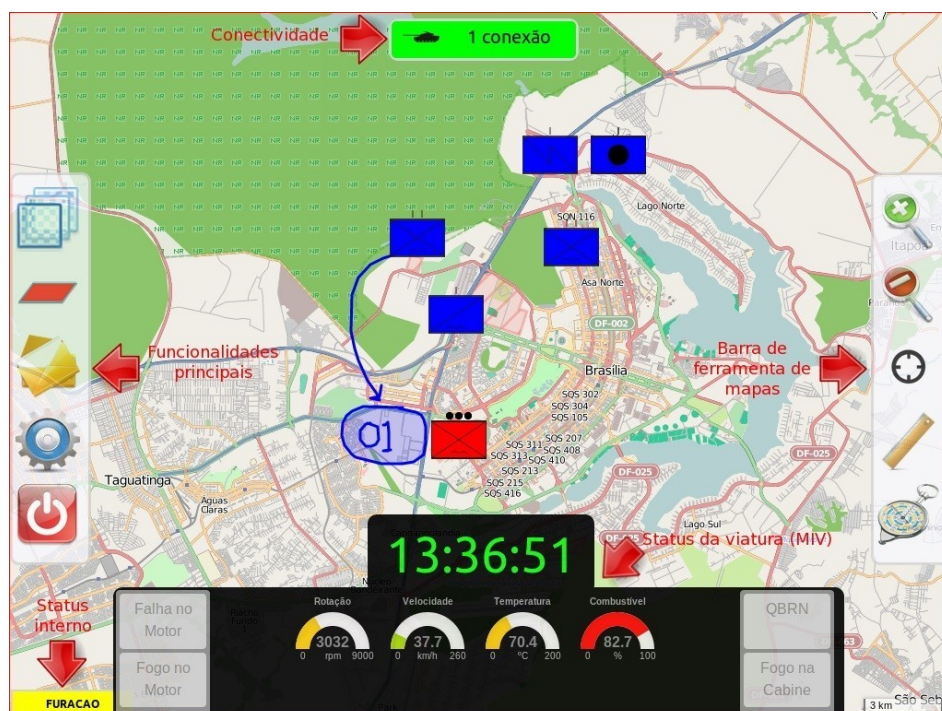 Conectividade
1 conexão
SQN 116
Lago Norte
Itapoã
Asa Norte
DF-002
Funcionalidades
principais
Barra de
ferramenta de
mapas
Brasília
SQS 302
SQS 304
SQS 105
01
SQS 311
SQS 207
SQS 313
SQS 408
SQS 410
SQS 213
SQS 215
SQS 416
DF-025
DF-025
Taguatinga
Aguas
Claras
Lago Sul
13:36:51
Status da viatura (MIV)
Status
interno
Falha no
Motor
Fogo no
Motor
Rotação
3032
0 rpm 9000
Velocidade
37.7
0 km/h 260
Temperatura
70.4
0 °C 200
Combustível
82.7
0 % 100
QBRN
Fogo na
Cabine
FURACAO
3 km
São Seb